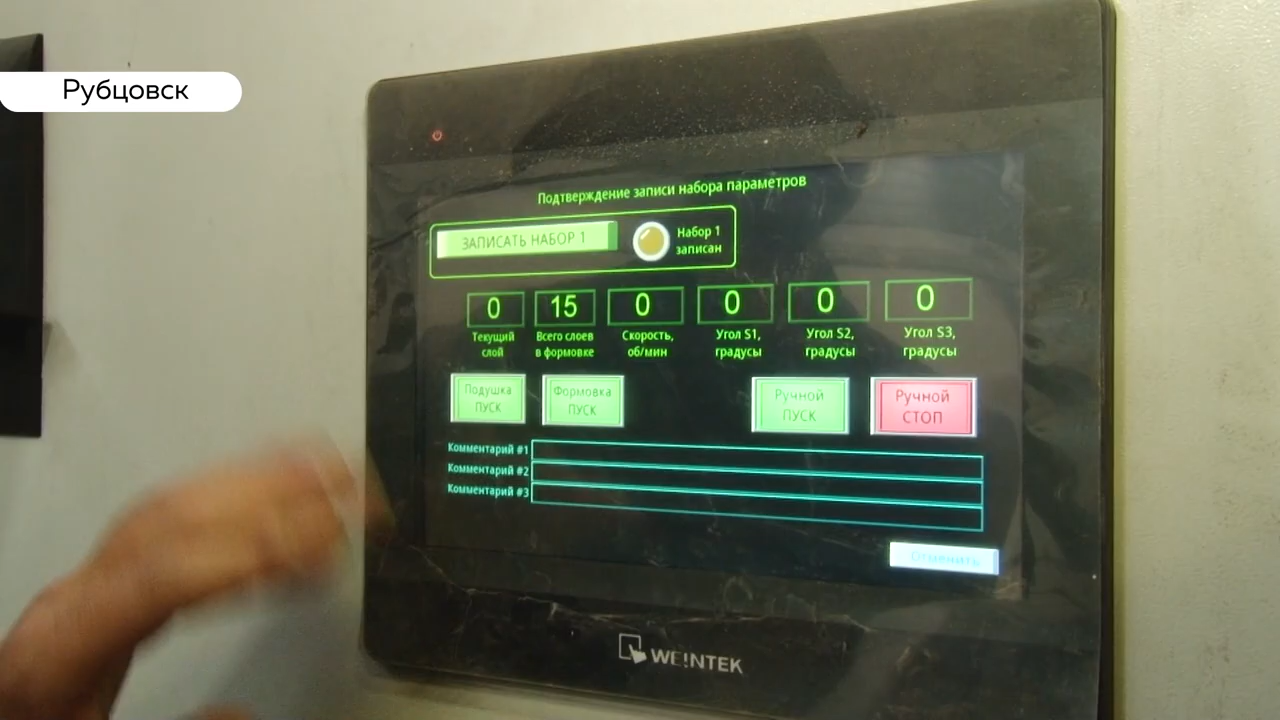 Рубцовск
Подтверждение записи набора параметров
ЗАПИСАТЬ НАБОР 1
Набор 1
записан
0
15
0
0
0
0
Текущий
слой
Всего слоев
в формовке
Скорость,
об/мин
Угол S1,
градусы
Угол S2,
градусы
Угол S3,
градусы
Подушка
ПУСК
Формовка
ПУСК
Ручной
ПУСК
Ручной
СТОП
Комментарий #1
Комментарий #2
Комментарий #3
Отменить
WE!NTEK